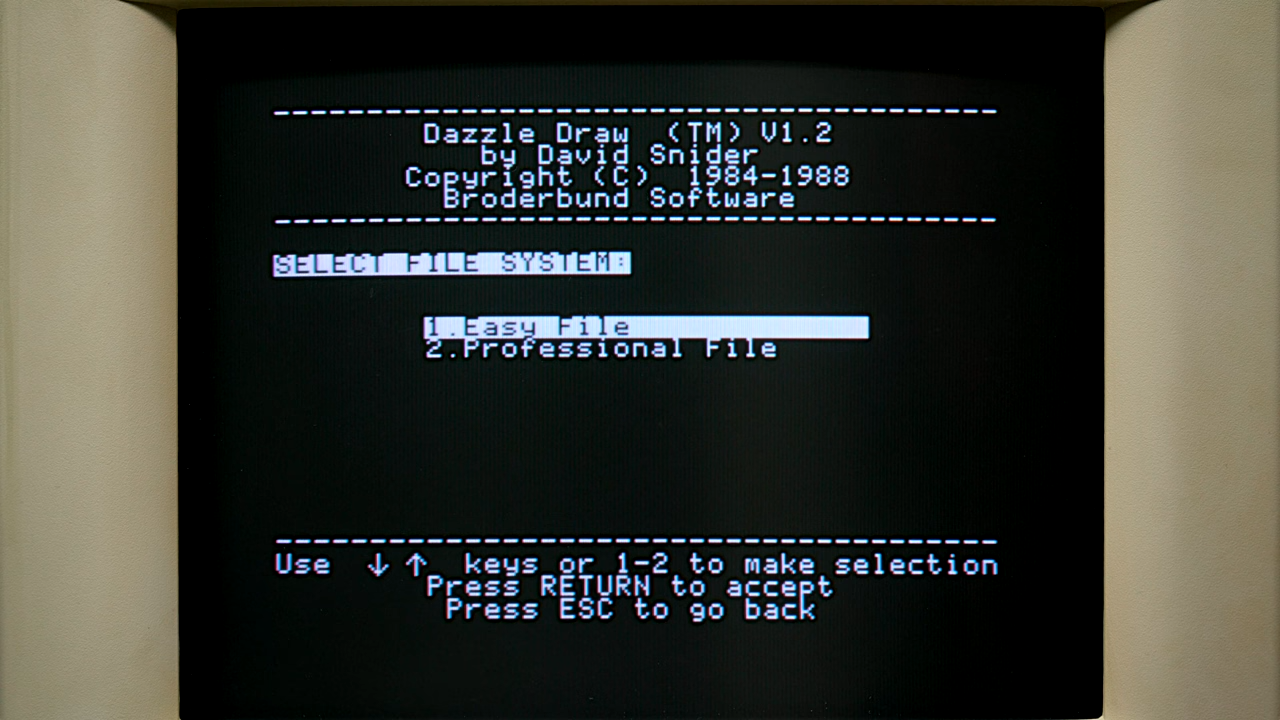 ---------------------------------------
Dazzle Draw  (TM) V1.2
by David Snider
Copyright (C)  1984-1988
Broderbund Software
---------------------------------------
SELECT FILE SYSTEM:
1.Easy File
2.Professional File
---------------------------------------
Use  ↓ ↑  keys or 1-2 to make selection
Press RETURN to accept
Press ESC to go back